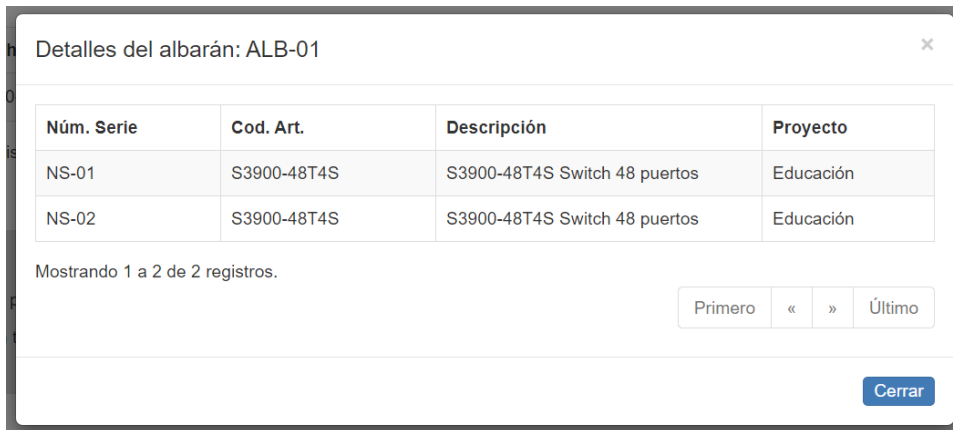 Detalles del albarán: ALB-01 ×
Núm. Serie Cod. Art. Descripción Proyecto
NS-01 S3900-48T4S S3900-48T4S Switch 48 puertos Educación
NS-02 S3900-48T4S S3900-48T4S Switch 48 puertos Educación
Mostrando 1 a 2 de 2 registros.
Primero « » Último
Cerrar